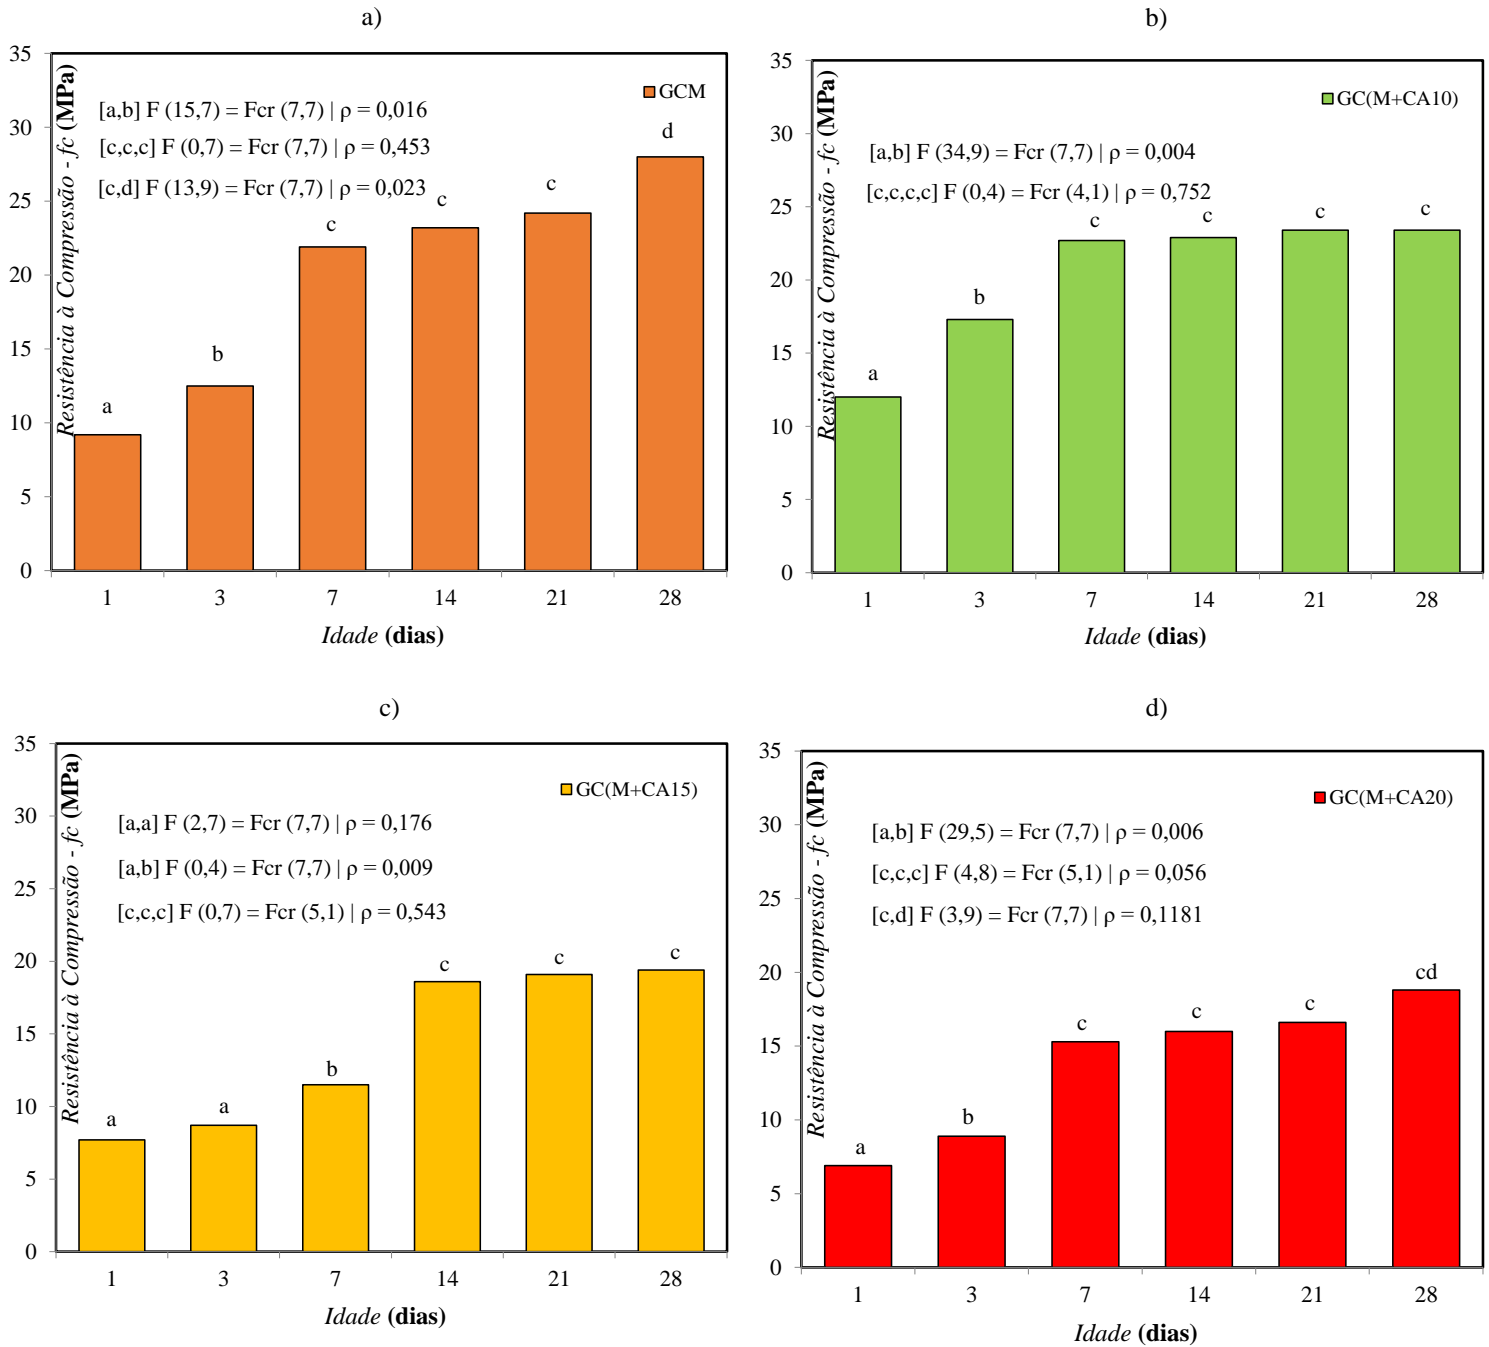 a)
35
30
25
20
15
10
5
0
Resistência à Compressão - fc (MPa)
GCM
[a,b] F (15,7) = Fcr (7,7) | ρ = 0,016
[c,c,c] F (0,7) = Fcr (7,7) | ρ = 0,453
[c,d] F (13,9) = Fcr (7,7) | ρ = 0,023
a b c c c d
1 3 7 14 21 28
Idade (dias)
b)
35
30
25
20
15
10
5
0
Resistência à Compressão - fc (MPa)
GC(M+CA10)
[a,b] F (34,9) = Fcr (7,7) | ρ = 0,004
[c,c,c,c] F (0,4) = Fcr (4,1) | ρ = 0,752
a b c c c c
1 3 7 14 21 28
Idade (dias)
c)
35
30
25
20
15
10
5
0
Resistência à Compressão - fc (MPa)
GC(M+CA15)
[a,a] F (2,7) = Fcr (7,7) | ρ = 0,176
[a,b] F (0,4) = Fcr (7,7) | ρ = 0,009
[c,c,c] F (0,7) = Fcr (5,1) | ρ = 0,543
a a b c c c
1 3 7 14 21 28
Idade (dias)
d)
35
30
25
20
15
10
5
0
Resistência à Compressão - fc (MPa)
GC(M+CA20)
[a,b] F (29,5) = Fcr (7,7) | ρ = 0,006
[c,c,c] F (4,8) = Fcr (5,1) | ρ = 0,056
[c,d] F (3,9) = Fcr (7,7) | ρ = 0,1181
a b c c c cd
1 3 7 14 21 28
Idade (dias)